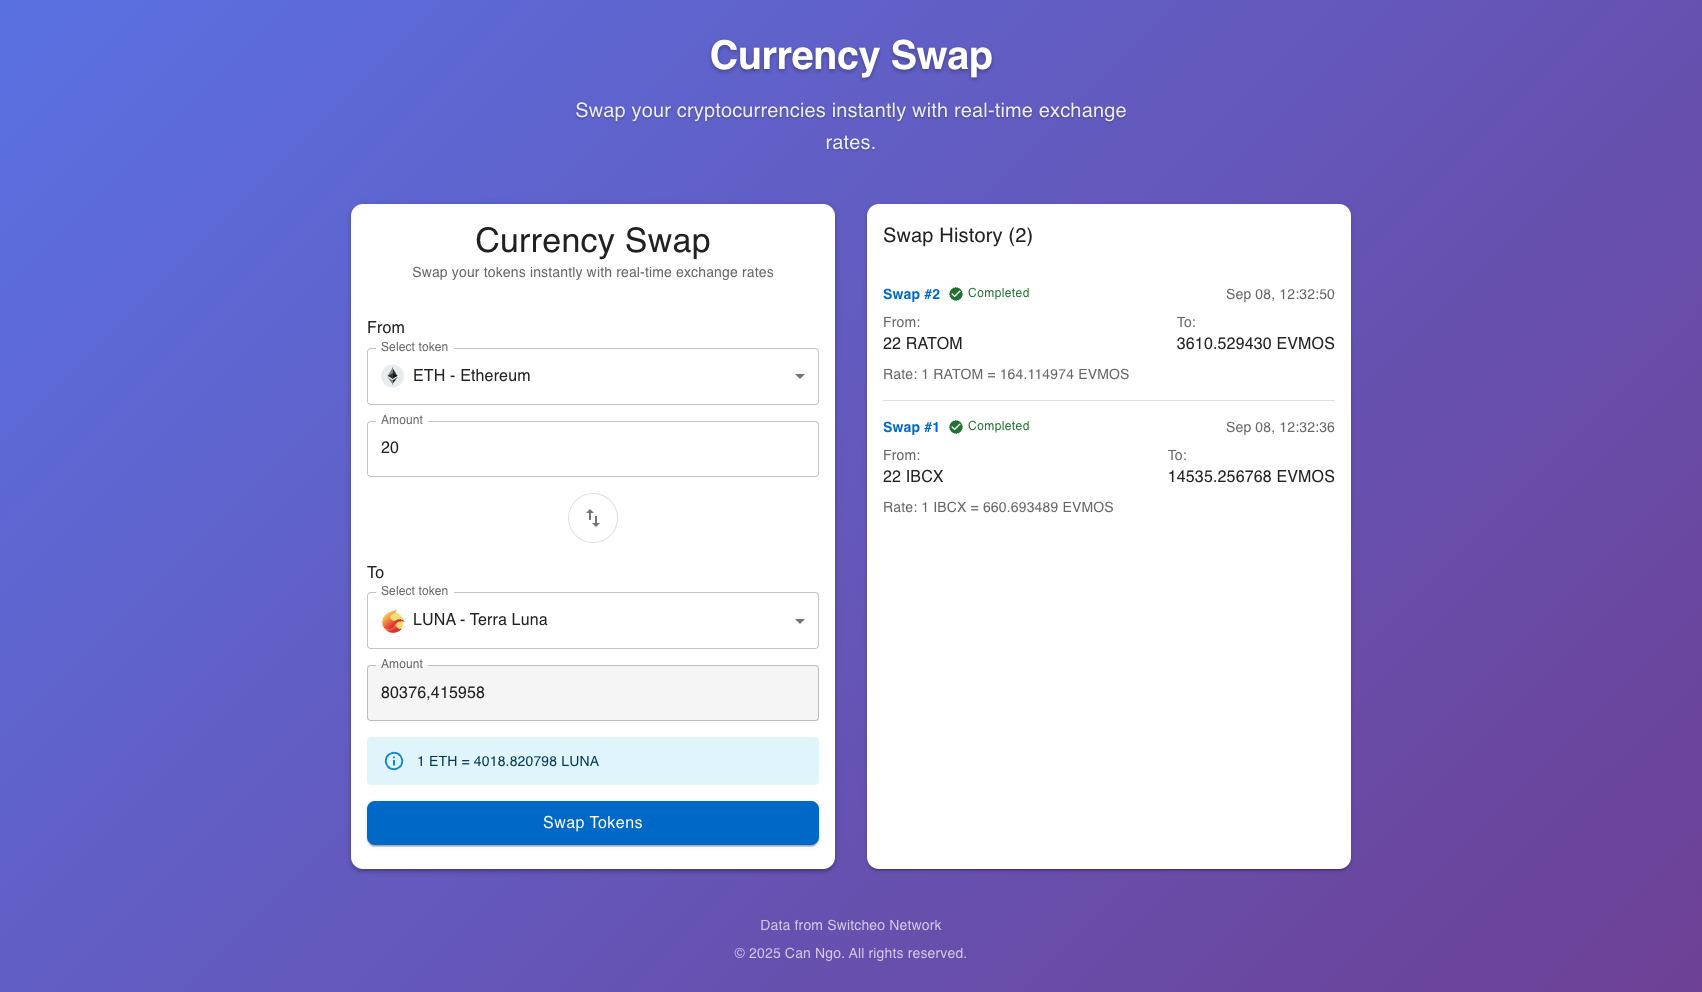 Currency Swap
Swap your cryptocurrencies instantly with real-time exchange
rates.
Currency Swap
Swap your tokens instantly with real-time exchange rates
From
Select token
ETH - Ethereum
Amount
20
To
Select token
LUNA - Terra Luna
Amount
80376,415958
1 ETH = 4018.820798 LUNA
Swap Tokens
Swap History (2)
Swap #2 Completed Sep 08, 12:32:50
From: To:
22 RATOM 3610.529430 EVMOS
Rate: 1 RATOM = 164.114974 EVMOS
Swap #1 Completed Sep 08, 12:32:36
From: To:
22 IBCX 14535.256768 EVMOS
Rate: 1 IBCX = 660.693489 EVMOS
Data from Switcheo Network
© 2025 Can Ngo. All rights reserved.